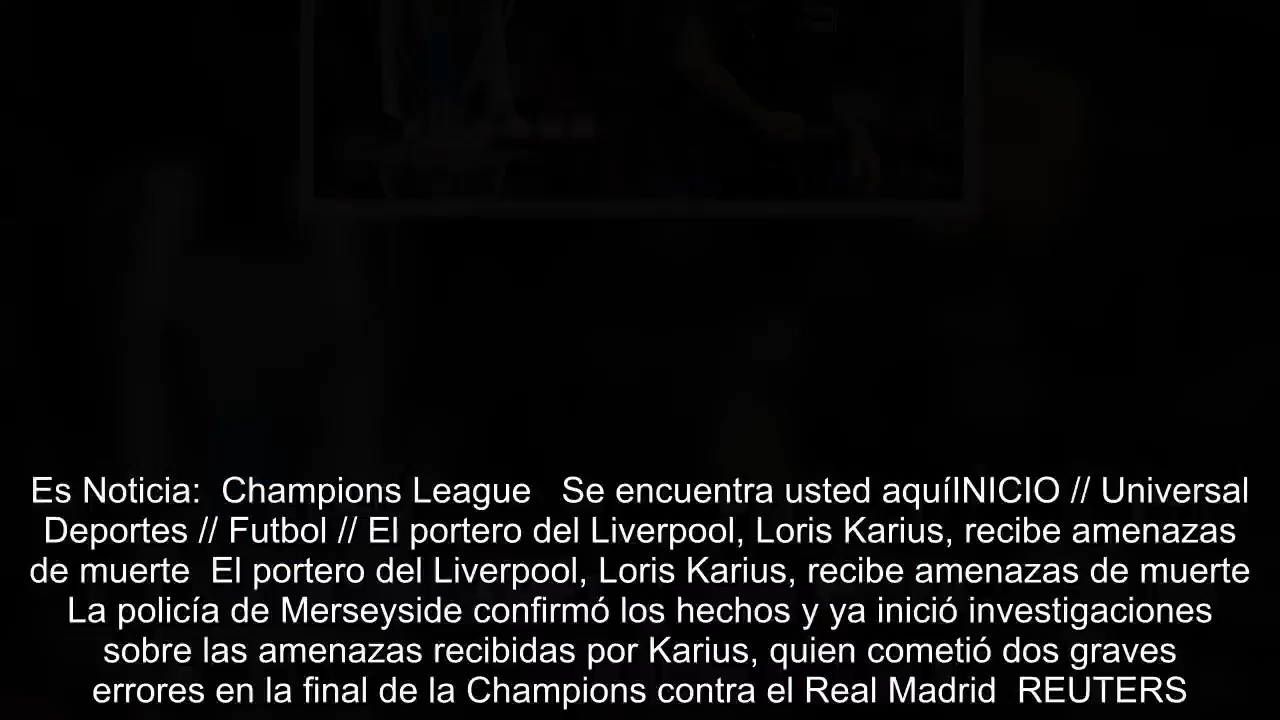 Es Noticia:  Champions League   Se encuentra usted aquíINICIO // Universal
Deportes // Futbol // El portero del Liverpool, Loris Karius, recibe amenazas
de muerte  El portero del Liverpool, Loris Karius, recibe amenazas de muerte
La policía de Merseyside confirmó los hechos y ya inició investigaciones
sobre las amenazas recibidas por Karius, quien cometió dos graves
errores en la final de la Champions contra el Real Madrid  REUTERS